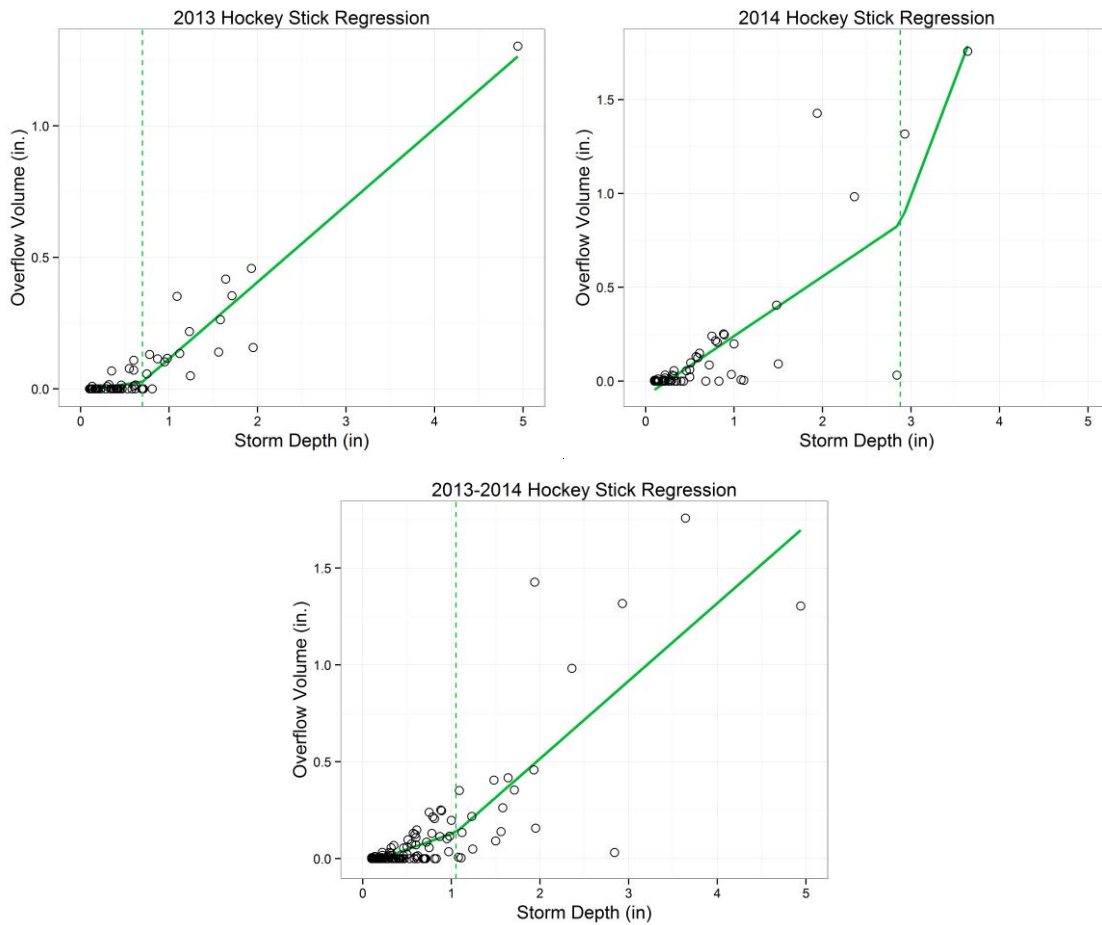 2013 Hockey Stick Regression
Overflow Volume (in.)
1.0
0.5
0.0
0 1 2 3 4 5
Storm Depth (in)
2014 Hockey Stick Regression
Overflow Volume (in.)
1.5
1.0
0.5
0.0
0 1 2 3 4 5
Storm Depth (in)
2013-2014 Hockey Stick Regression
Overflow Volume (in.)
1.5
1.0
0.5
0.0
0 1 2 3 4 5
Storm Depth (in)